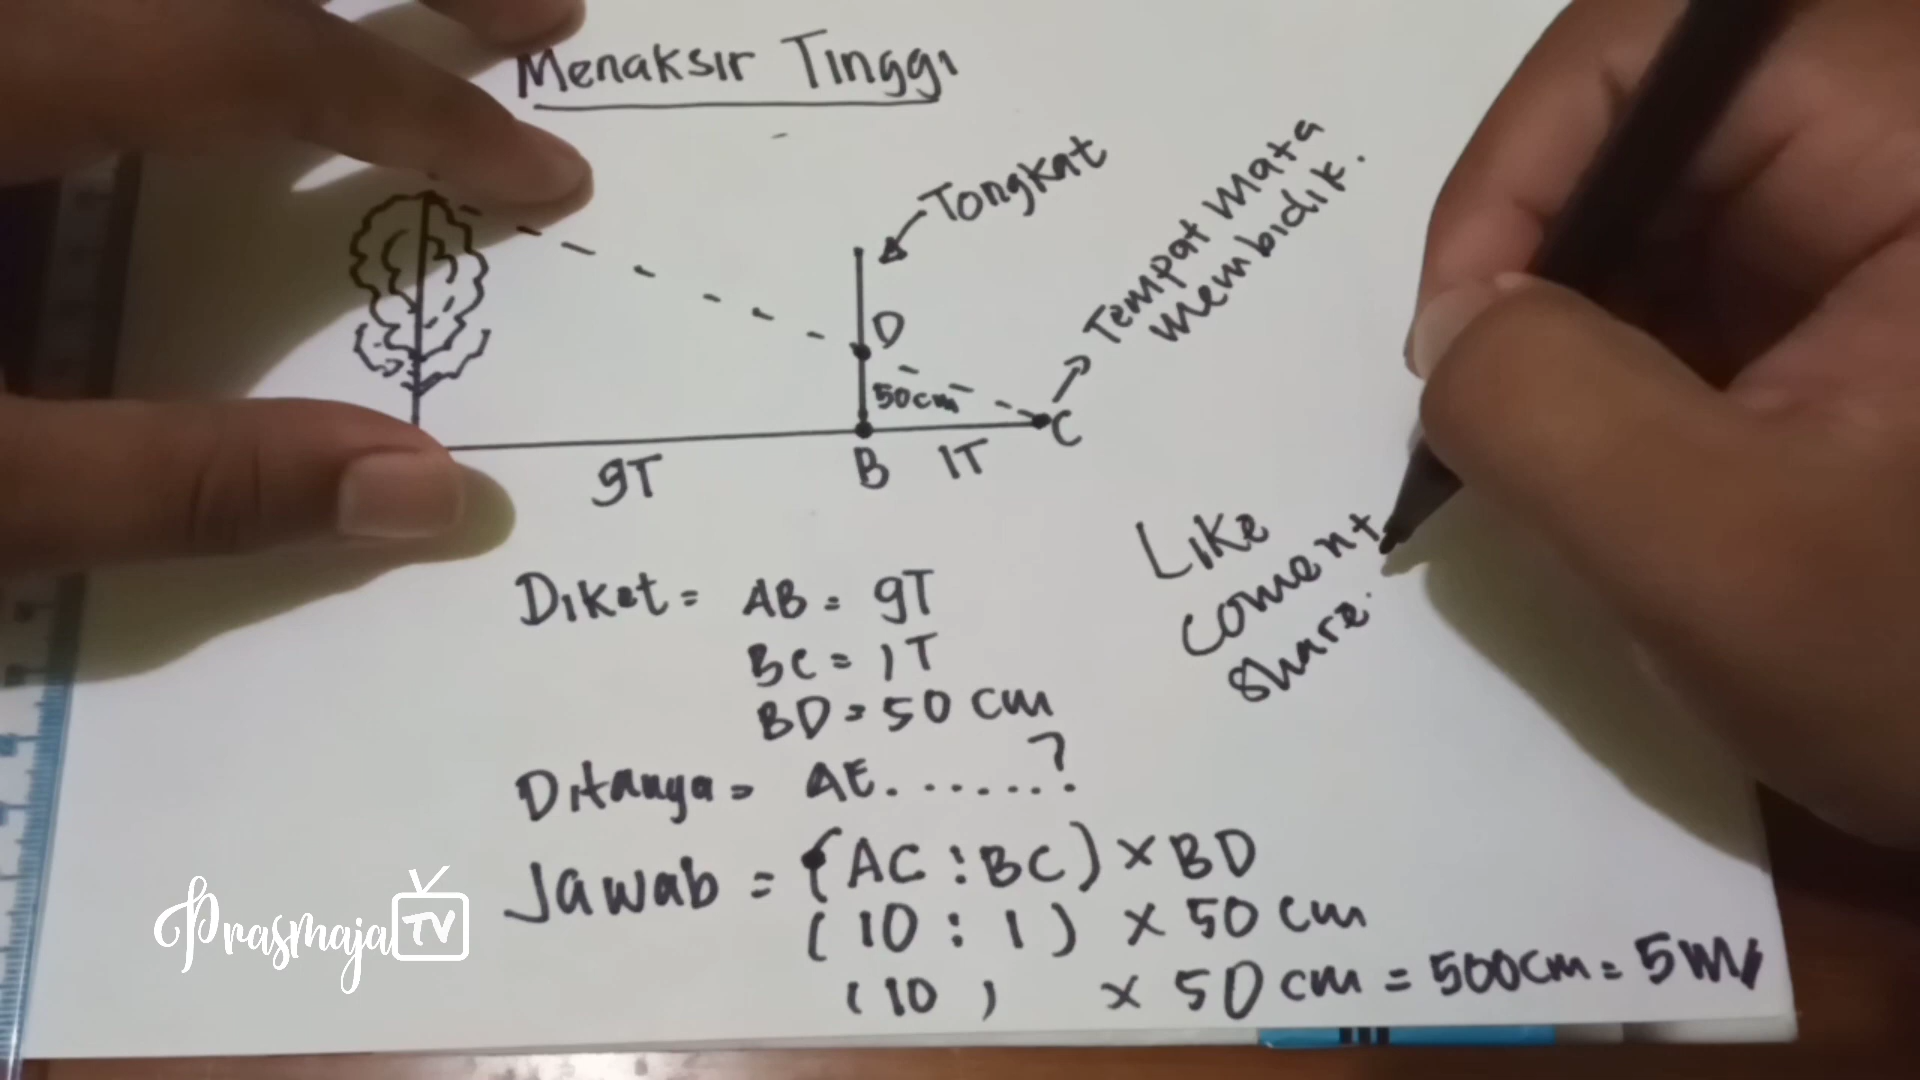 Menaksir Tinggi
Tongkat
Tempat Mata
Membidik.
D
50cm
C
9T
B
1T
Like
coment
share.
Diket = AB = 9T
BC = 1T
BD = 50 cm
Ditanya = AE.......?
Jawab = (AC : BC) × BD
(10 : 1) × 50 cm
(10) × 50 cm = 500cm = 5M
Prasmaja TV